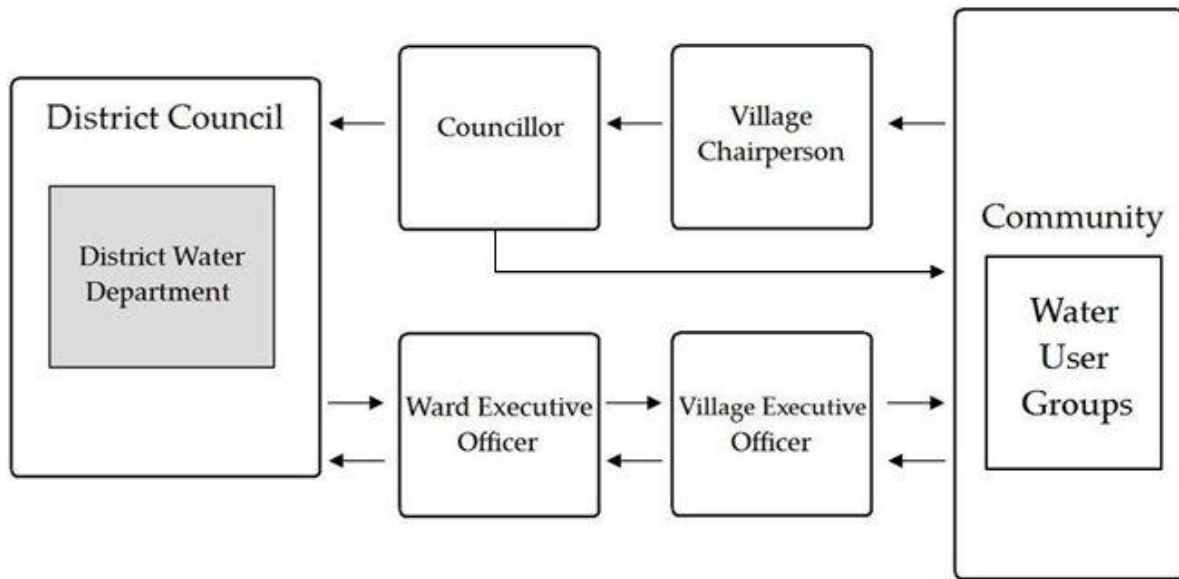 District Council
District Water
Department
Councillor
Village
Chairperson
Ward Executive
Officer
Village Executive
Officer
Community
Water
User
Groups